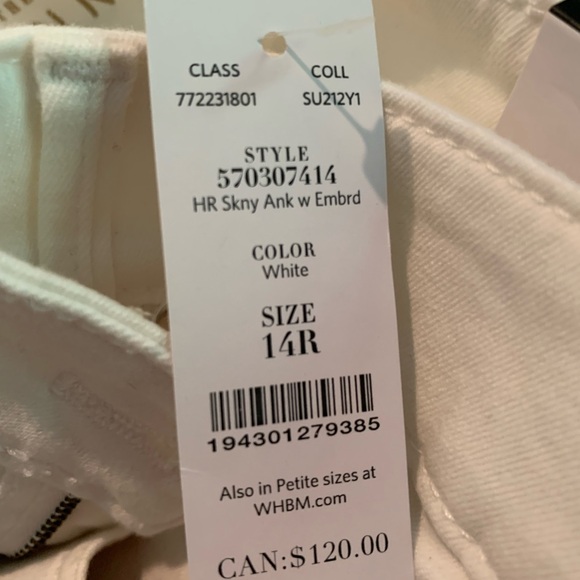 CLASS COLL
772231801 SU212Y1
STYLE
570307414
HR Skny Ank w Embrd
COLOR
White
SIZE
14R
194301279385
Also in Petite sizes at
WHBM.com
CAN:$120.00